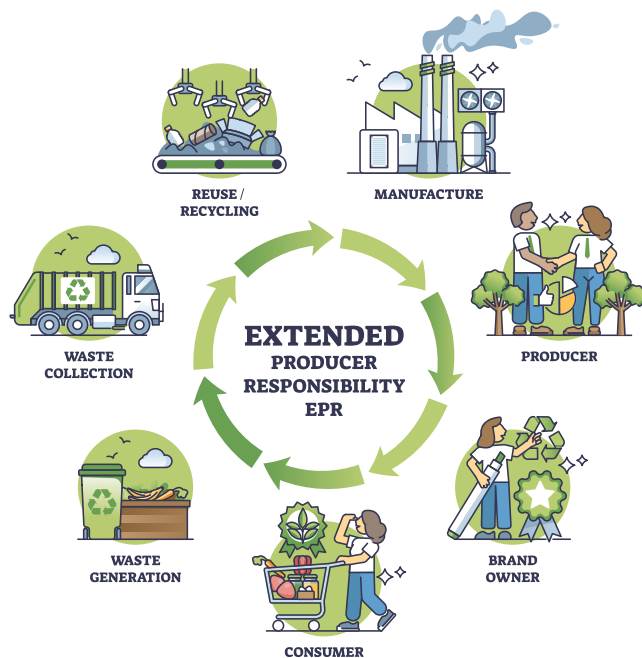 REUSE /
RECYCLING
MANUFACTURE
PRODUCER
BRAND
OWNER
CONSUMER
WASTE
GENERATION
WASTE
COLLECTION
EXTENDED
PRODUCER
RESPONSIBILITY
EPR